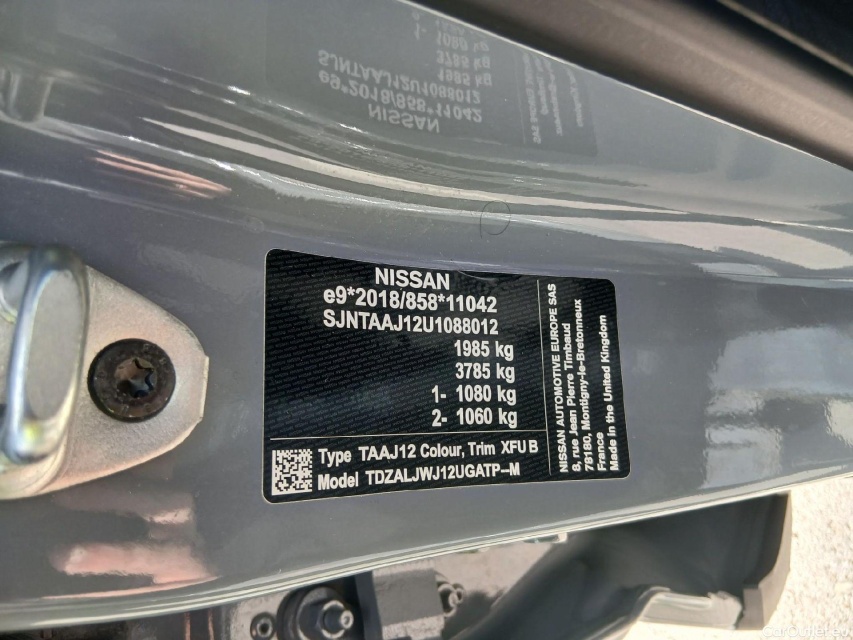 NISSAN
e9*2018/858*11042
SJNTAAJ12U1088012
1985 kg
3785 kg
1- 1080 kg
2- 1060 kg
Type TAAJ12 Colour, Trim XFU B
Model TDZALJWJ12UGATP--M
NISSAN AUTOMOTIVE EUROPE SAS
8, rue Jean Pierre Timbaud
78180, Montigny-le-Bretonneux
France
Made in the United Kingdom